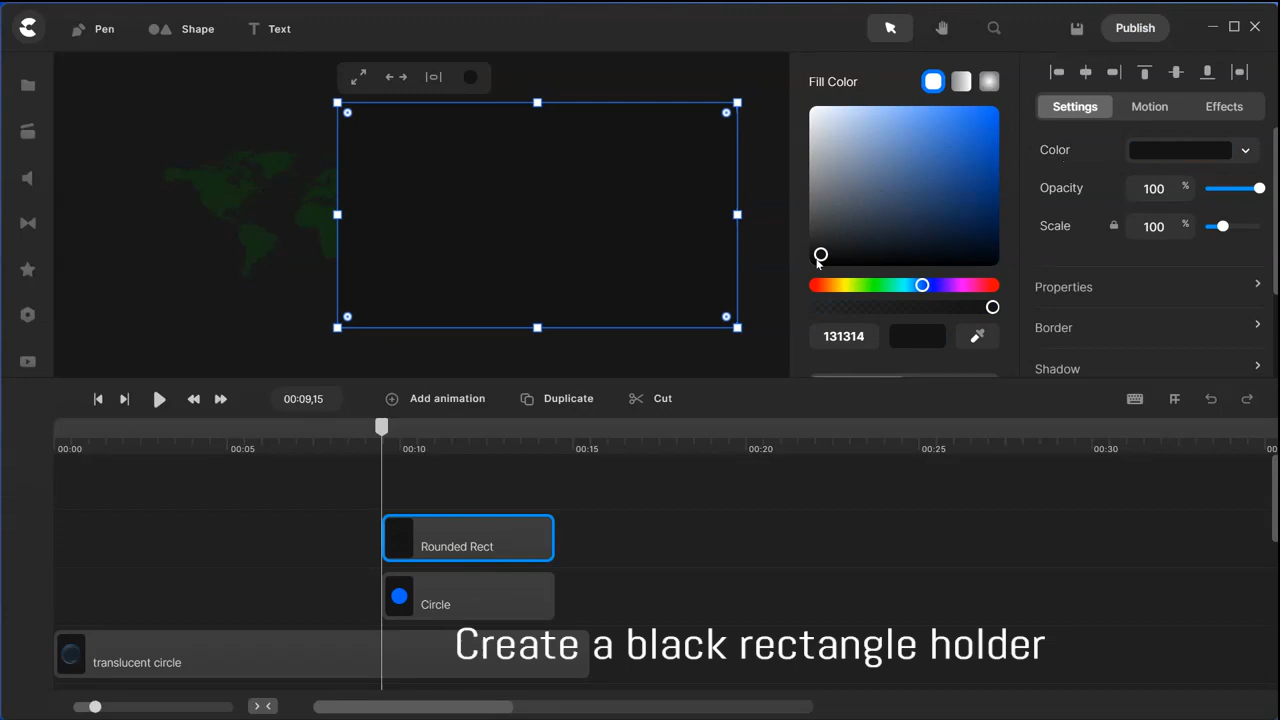 Pen
Shape
Text
Publish
Fill Color
Settings
Motion
Effects
Color
Opacity
100 %
Scale
100 %
Properties
Border
Shadow
131314
00:09,15
Add animation
Duplicate
Cut
00:00
00:05
00:10
00:15
00:20
00:25
00:30
00
Rounded Rect
Circle
translucent circle
Create a black rectangle holder